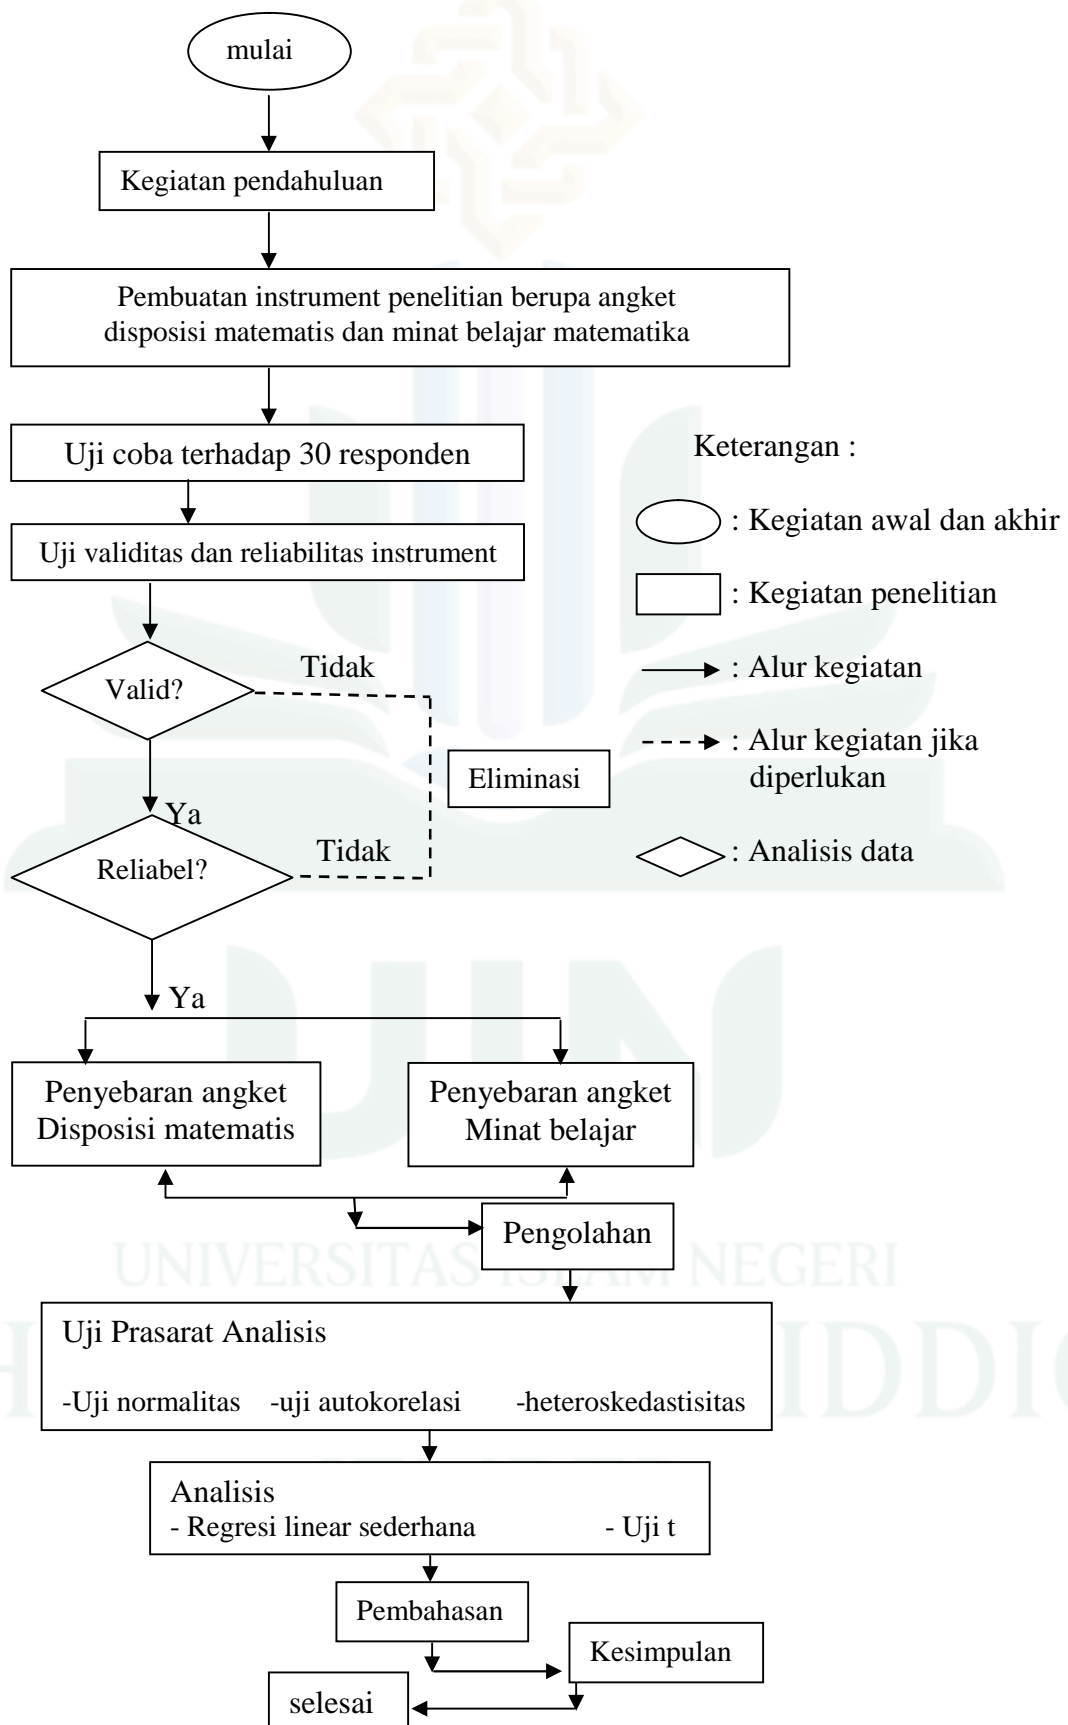 mulai
Kegiatan pendahuluan
Pembuatan instrument penelitian berupa angket
disposisi matematis dan minat belajar matematika
Uji coba terhadap 30 responden
Uji validitas dan reliabilitas instrument
Valid?
Tidak
Ya
Eliminasi
Reliabel?
Tidak
Ya
Penyebaran angket
Disposisi matematis
Penyebaran angket
Minat belajar
Pengolahan
Uji Prasarat Analisis
-Uji normalitas -uji autokorelasi -heteroskedastisitas
Analisis
- Regresi linear sederhana - Uji t
Pembahasan
Kesimpulan
selesai
Keterangan :
: Kegiatan awal dan akhir
: Kegiatan penelitian
: Alur kegiatan
: Alur kegiatan jika
diperlukan
: Analisis data
UIN
UNIVERSITAS ISLAM NEGERI